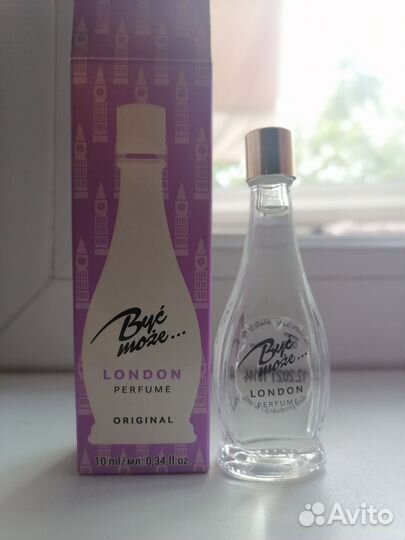 Być
może...
LONDON
PERFUME
ORIGINAL
10 ml/мл 0.34 fl.oz.
Być
może...
LONDON
PERFUME
Avito